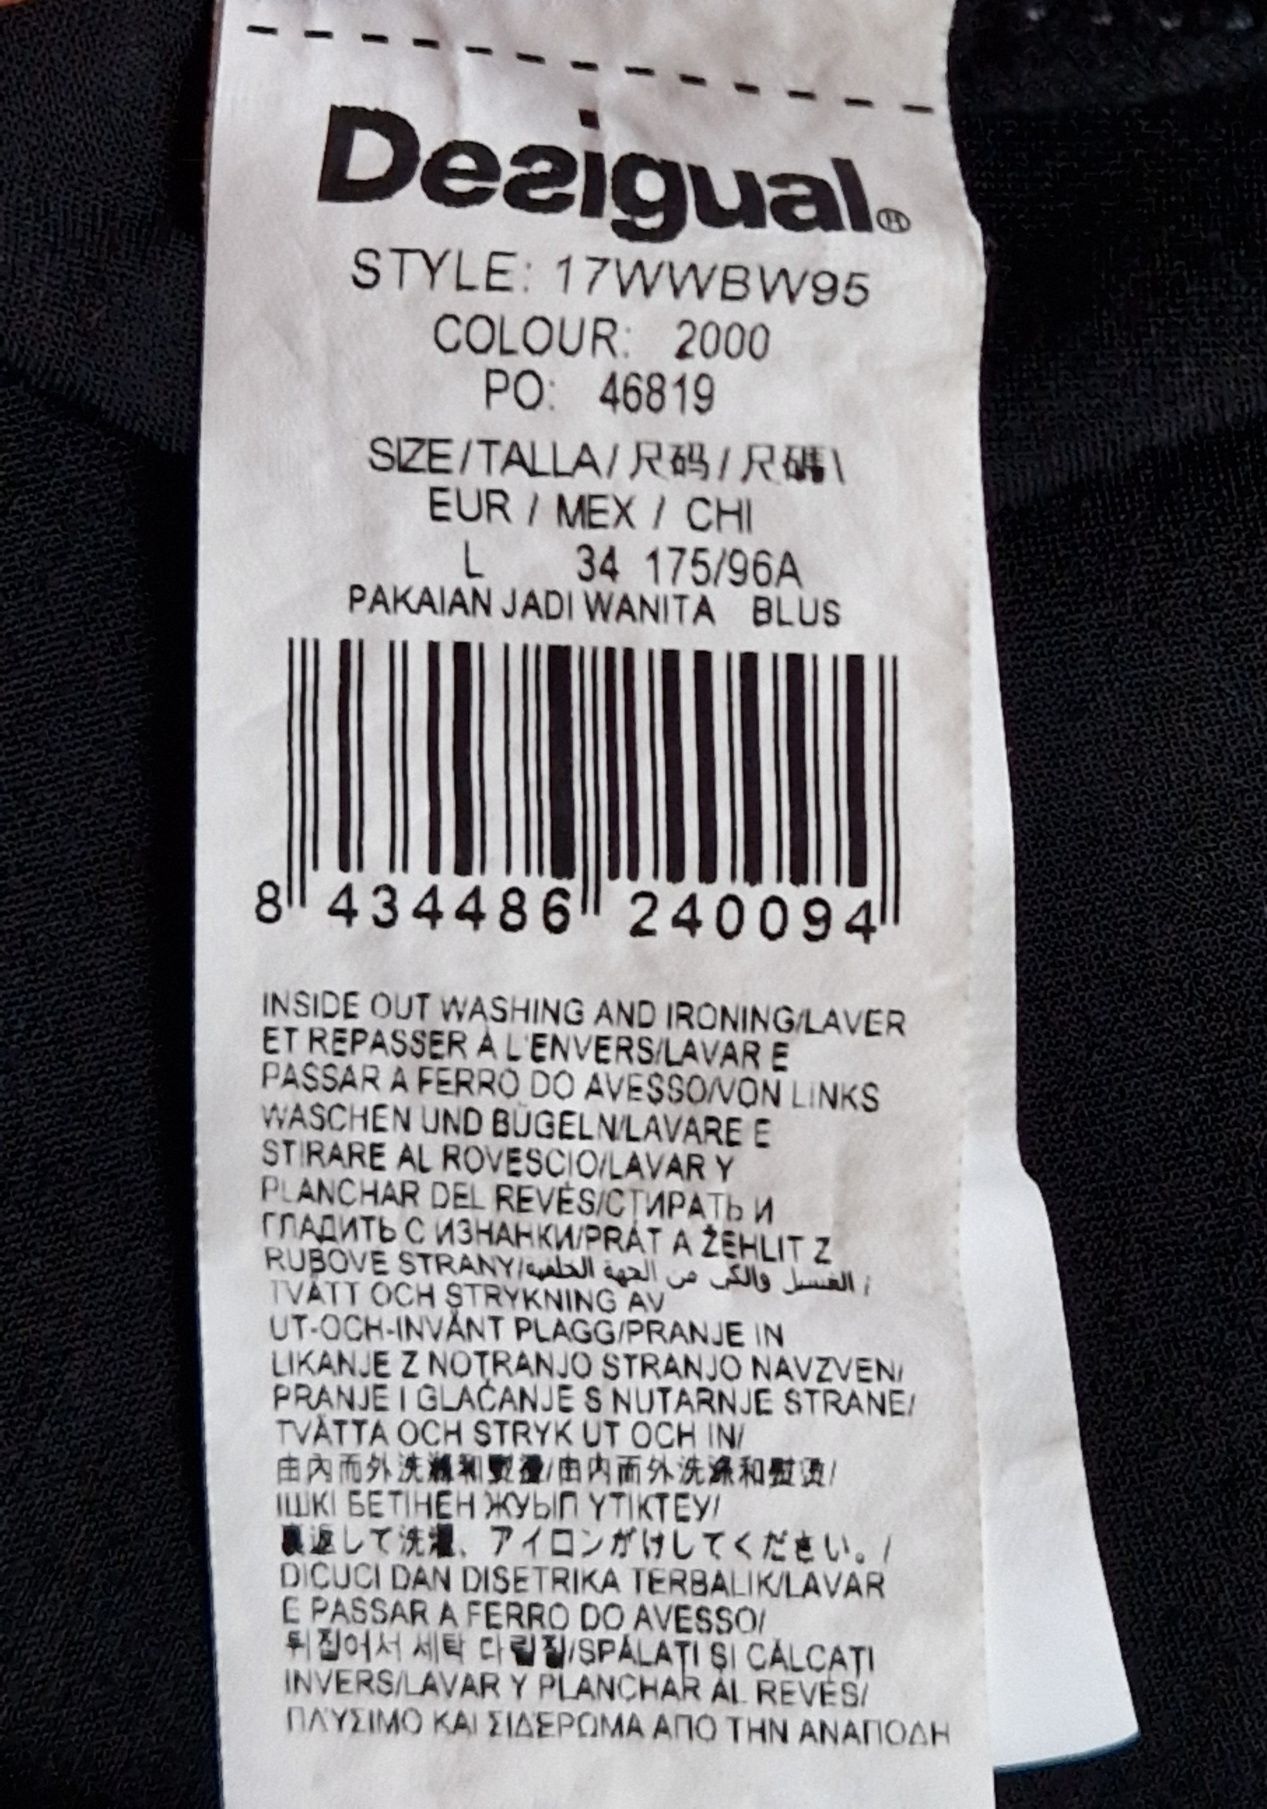 Desigual®
STYLE: 17WWBW95
COLOUR: 2000
PO: 46819
SIZE/TALLA/尺码/尺碼\
EUR / MEX / CHI
L 34 175/96A
PAKAIAN JADI WANITA BLUS
8 434486 240094
INSIDE OUT WASHING AND IRONING/LAVER
ET REPASSER À L'ENVERS/LAVAR E
PASSAR A FERRO DO AVESSO/VON LINKS
WASCHEN UND BÜGELN/LAVARE E
STIRARE AL ROVESCIO/LAVAR Y
PLANCHAR DEL REVÉS/СТИРАТЬ И
ГЛАДИТЬ С ИЗНАНКИ/PRÁT A ŽEHLIT Z
RUBOVÉ STRANY/الغسيل والكي من الجهة الخلفية/
TVÄTT OCH STRYKNING AV
UT-OCH-INVÄNT PLAGG/PRANJE IN
LIKANJE Z NOTRANJO STRANJO NAVZVEN/
PRANJE I GLAČANJE S NUTARNJE STRANE/
TVÄTTA OCH STRYK UT OCH IN/
由內而外洗滌和熨燙/由内而外洗涤和熨烫/
ІШКІ БЕТІНЕН ЖУЫП ҮТІКТЕУ/
裏返して洗濯、アイロンがけしてください。/
DICUCI DAN DISETRIKA TERBALIK/LAVAR
E PASSAR A FERRO DO AVESSO/
뒤집어서 세탁 다림질/SPĂLAȚI ȘI CĂLCAȚI
INVERS/LAVAR Y PLANCHAR AL REVÉS/
ΠΛΥΣΙΜΟ ΚΑΙ ΣΙΔΕΡΩΜΑ ΑΠΟ ΤΗΝ ΑΝΑΠΟΔΗ